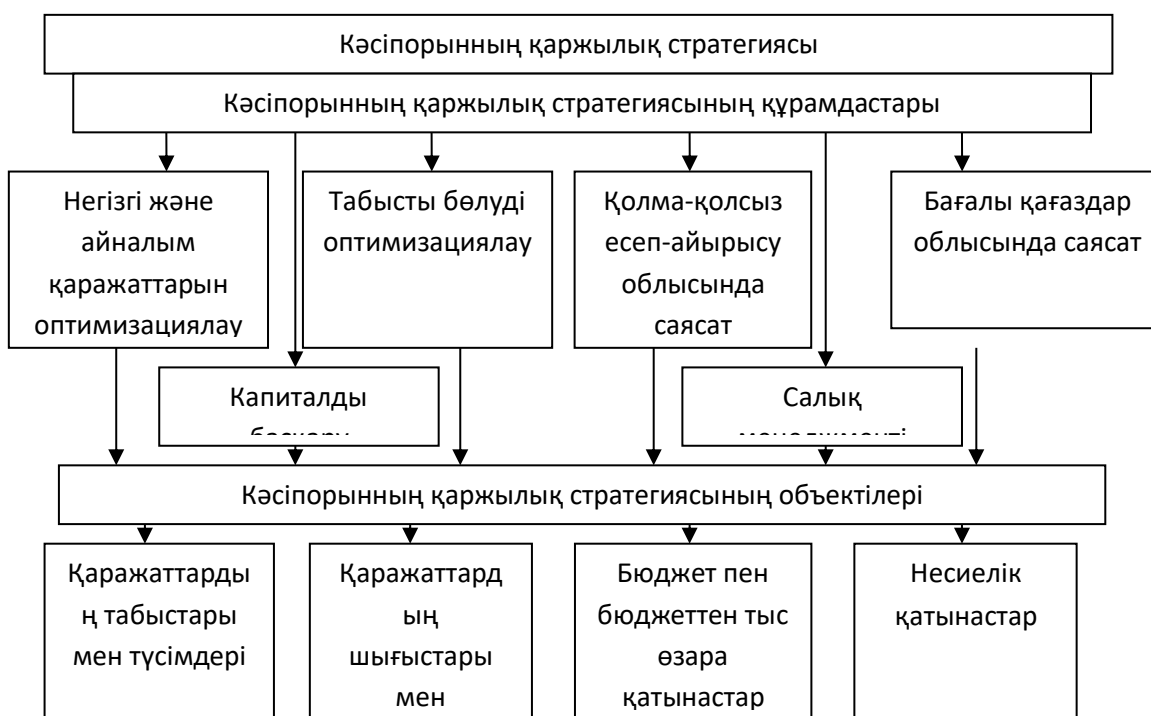 Кәсіпорынның қаржылық стратегиясы
Кәсіпорынның қаржылық стратегиясының құрамдастары
Негізгі және
айналым
қаражаттарын
оптимизациялау
Табысты бөлуді
оптимизациялау
Қолма-қолсыз
есеп-айырысу
облысында
саясат
Бағалы қағаздар
облысында саясат
Капиталды
Салық
Кәсіпорынның қаржылық стратегиясының объектілері
Қаражаттарды
ң табыстары
мен түсімдері
Қаражаттард
ың
шығыстары
мен
Бюджет пен
бюджеттен тыс
өзара
қатынастар
Несиелік
қатынастар